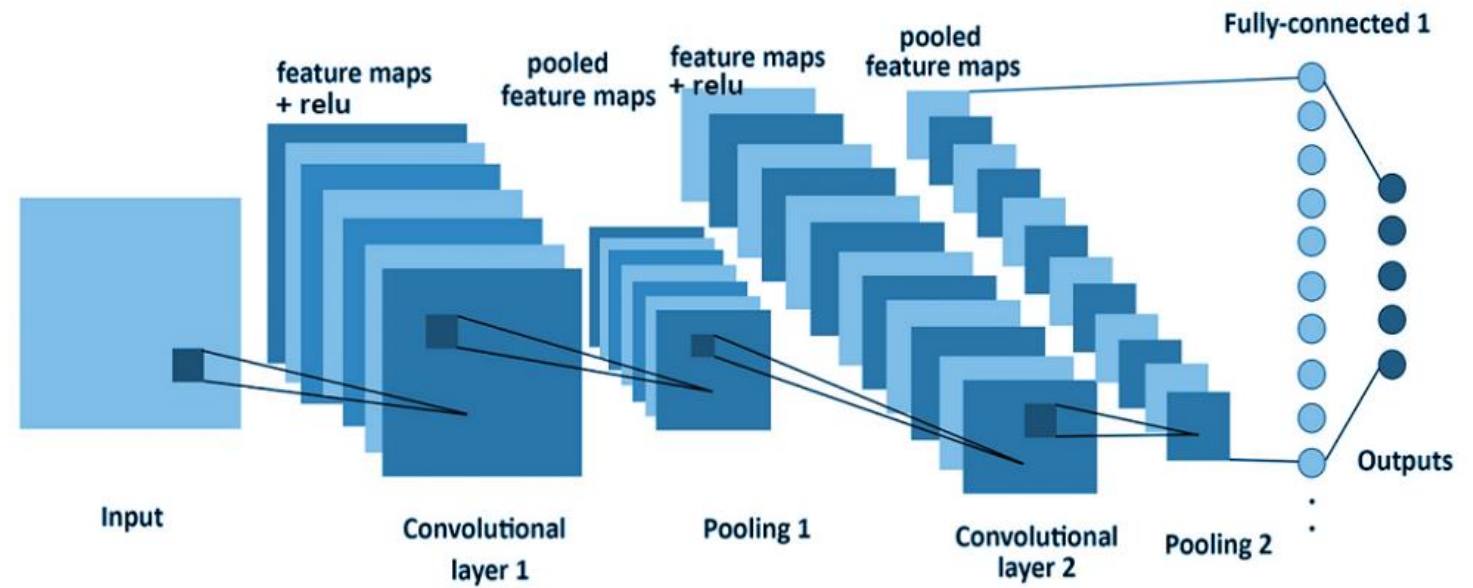 Fully-connected 1
feature maps
+ relu
pooled
feature maps
feature maps
+ relu
pooled
feature maps
Input
Convolutional
layer 1
Pooling 1
Convolutional
layer 2
Pooling 2
Outputs